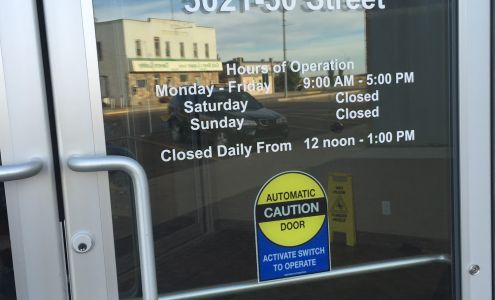 5021-50 Street
Hours of Operation
Monday - Friday 9:00 AM - 5:00 PM
Saturday Closed
Sunday Closed
Closed Daily From 12 noon - 1:00 PM
AUTOMATIC
CAUTION
DOOR
ACTIVATE SWITCH
TO OPERATE